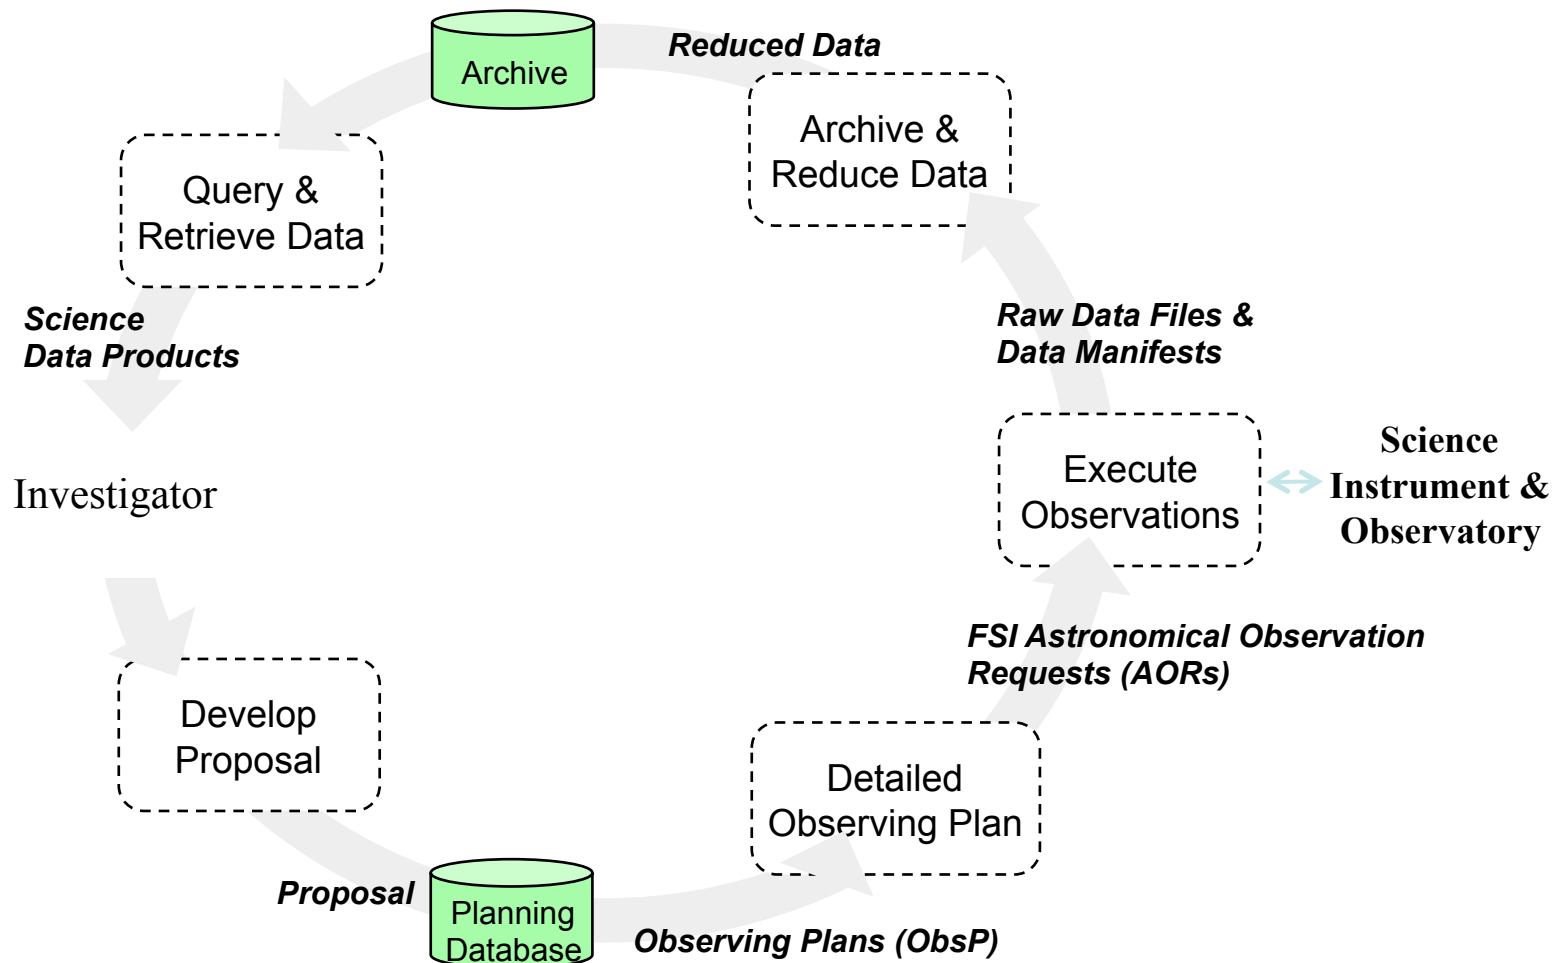 Reduced Data
Archive
Archive &
Reduce Data
Query &
Retrieve Data
Science
Data Products
Raw Data Files &
Data Manifests
Investigator
Execute
Observations
Science
Instrument &
Observatory
FSI Astronomical Observation
Requests (AORs)
Develop
Proposal
Detailed
Observing Plan
Proposal
Planning
Database
Observing Plans (ObsP)